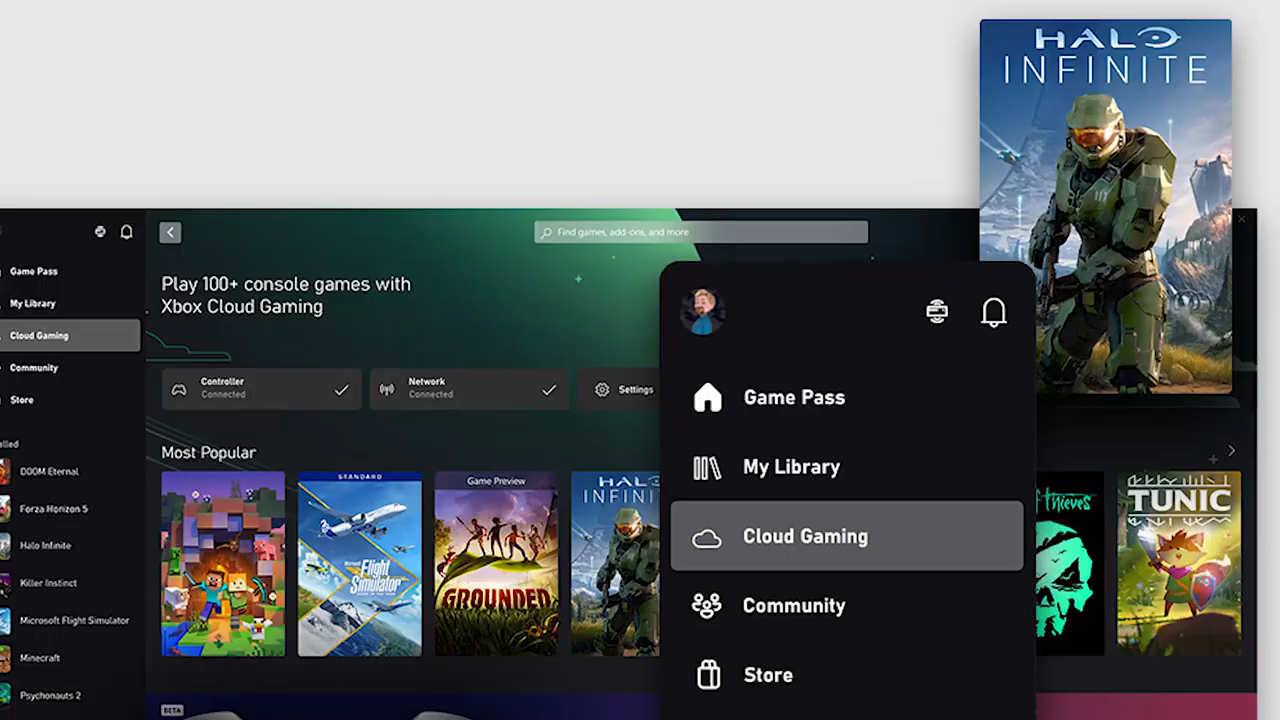 HALO
INFINITE
Find games, add-ons, and more
Game Pass
My Library
Cloud Gaming
Community
Store
Play 100+ console games with
Xbox Cloud Gaming
Controller
Connected
Network
Connected
Settings
Most Popular
DOOM Eternal
Forza Horizon 5
Halo Infinite
Killer Instinct
Microsoft Flight Simulator
Minecraft
Psychonauts 2
STANDARD
Flight
Simulator
Game Preview
GROUNDED
HALO
INFINI
Thieves
TUNIC
BETA
Game Pass
My Library
Cloud Gaming
Community
Store